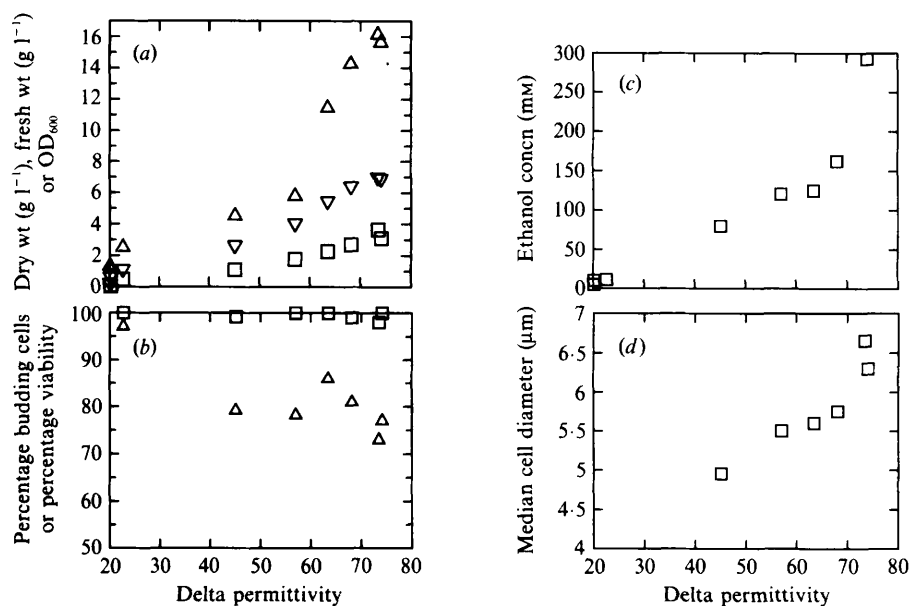 Dry wt (g l⁻¹), fresh wt (g l⁻¹)
or OD₆₀₀
16
14
12
10
8
6
4
2
0
(a)
Percentage budding cells
or percentage viability
100
90
80
70
60
50
(b)
20 30 40 50 60 70 80
Delta permittivity
Ethanol concn (mM)
300
250
200
150
100
50
0
(c)
Median cell diameter (μm)
7
6·5
6
5·5
5
4·5
4
(d)
20 30 40 50 60 70 80
Delta permittivity